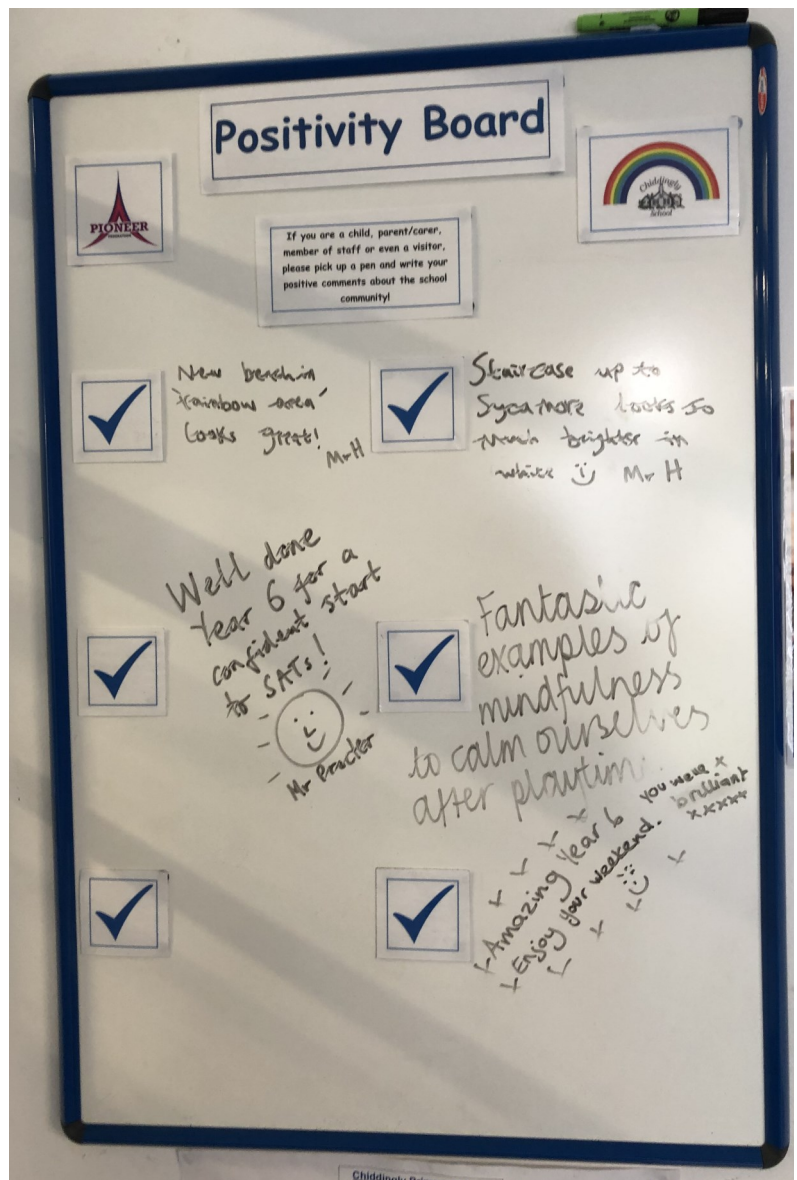 Positivity Board
PIONEER
Chiddingly
School
If you are a child, parent/carer,
member of staff or even a visitor,
please pick up a pen and write your
positive comments about the school
community!
New bench in
'rainbow area'
looks great!
Mr H
Staircase up to
Sycamore looks so
much brighter in
white
Mr H
Well done
Year 6 for a
confident start
to SATs!
Mr Procter
Fantastic
examples of
mindfulness
to calm ourselves
after playtime.
Amazing Year 6 you were x
brilliant
xxxxx
Enjoy your weekend.
Chiddingly